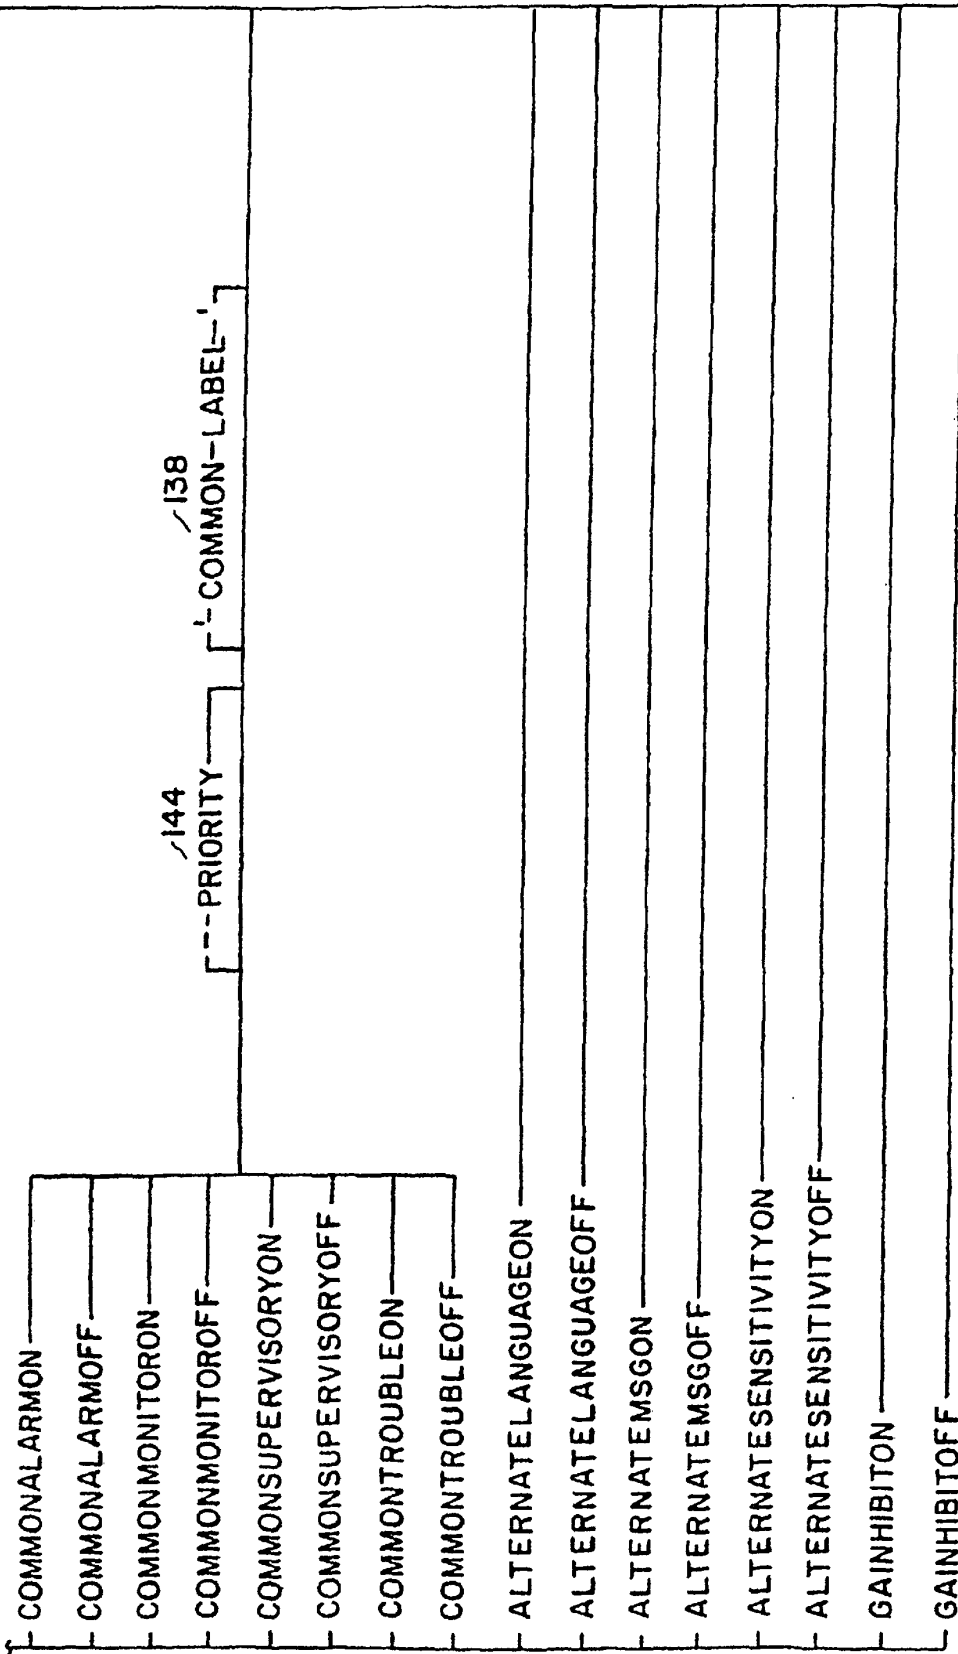 COMMONALARMON
COMMONALARMOFF
COMMONMONITORON
COMMONMONITOROFF
COMMONSUPERVISORYON
COMMONSUPERVISORYOFF
COMMONTROUBLEON
COMMONTROUBLEOFF
144
PRIORITY
138
'-COMMON-LABEL-'
ALTERNATELANGUAGEON
ALTERNATELANGUAGEOFF
ALTERNATEMSGON
ALTERNATEMSGOFF
ALTERNATESENSITIVITYON
ALTERNATESENSITIVITYOFF
GAINHIBITON
GAINHIBITOFF